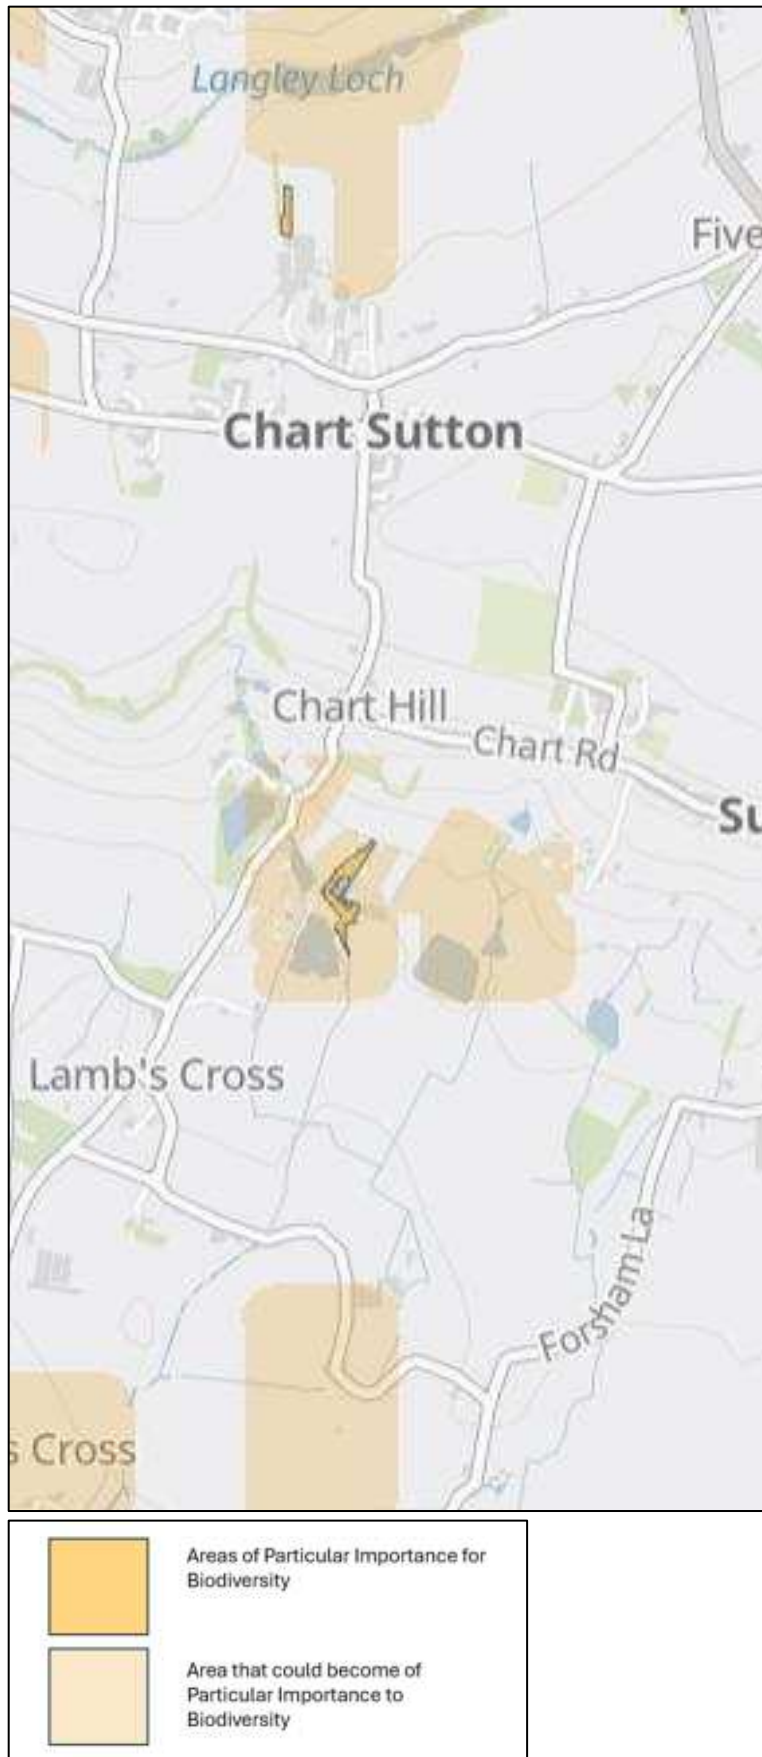 Langley Loch
Five
Chart Sutton
Chart Hill
Chart Rd
Su
Lamb's Cross
Forsham La
s Cross
Areas of Particular Importance for
Biodiversity
Area that could become of
Particular Importance to
Biodiversity